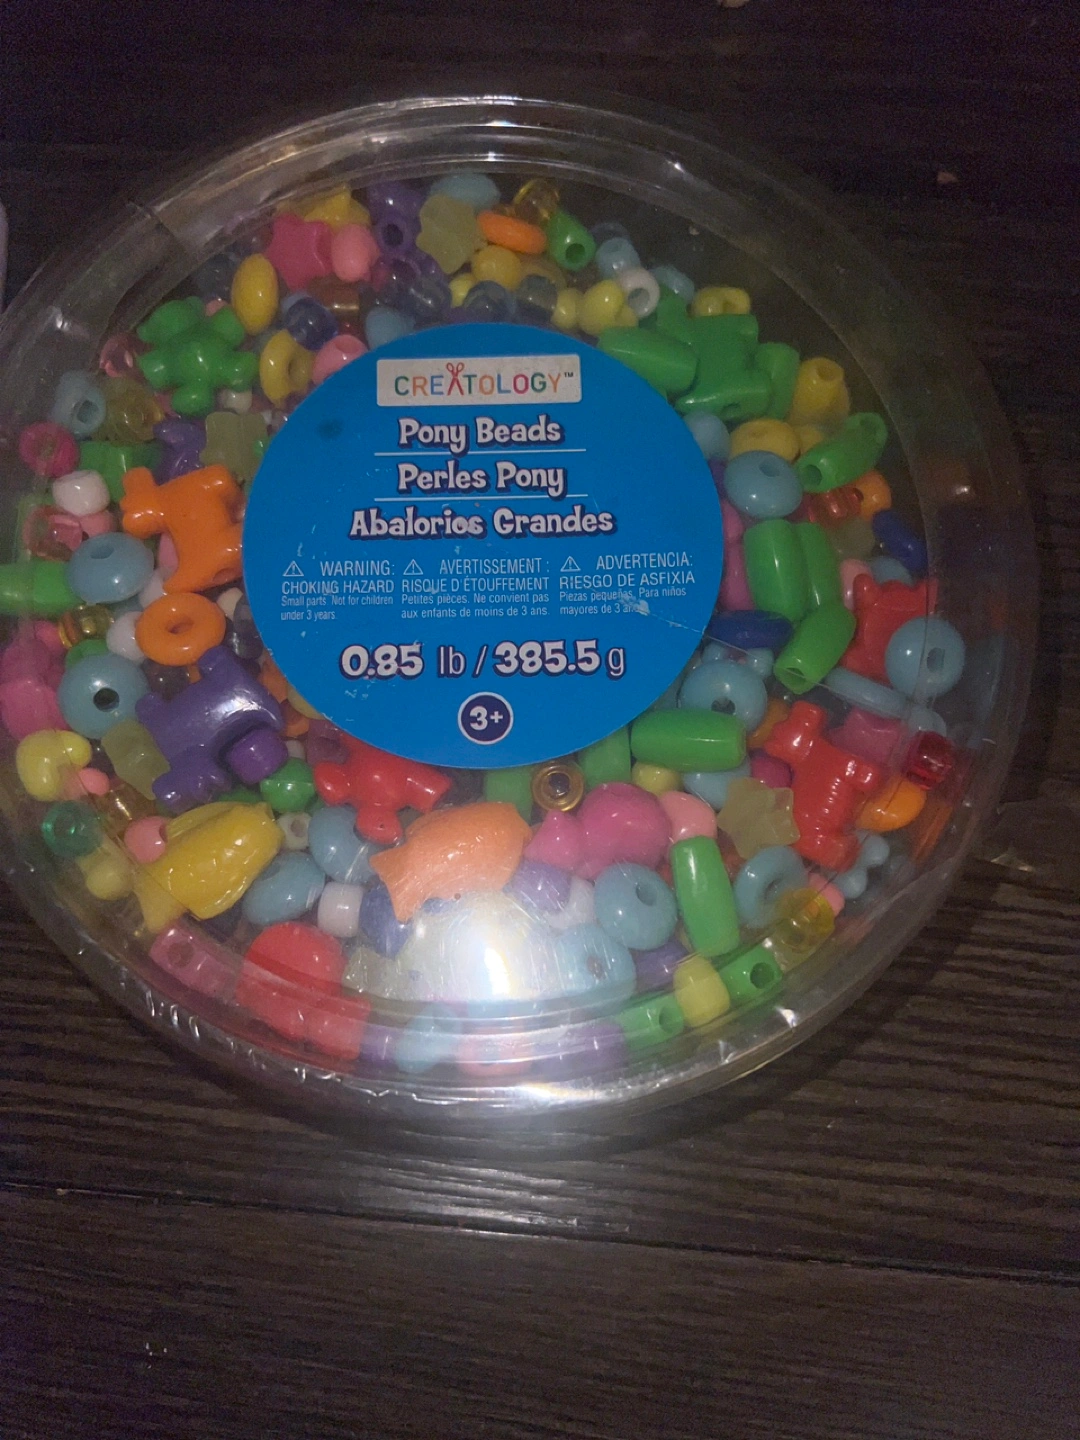 CREATOLOGY™
Pony Beads
Perles Pony
Abalorios Grandes
⚠ WARNING:
CHOKING HAZARD
Small parts. Not for children
under 3 years.
⚠ AVERTISSEMENT :
RISQUE D'ÉTOUFFEMENT
Petites pièces. Ne convient pas
aux enfants de moins de 3 ans.
⚠ ADVERTENCIA:
RIESGO DE ASFIXIA
Piezas pequeñas. Para niños
mayores de 3 años.
0.85 lb / 385.5 g
3+